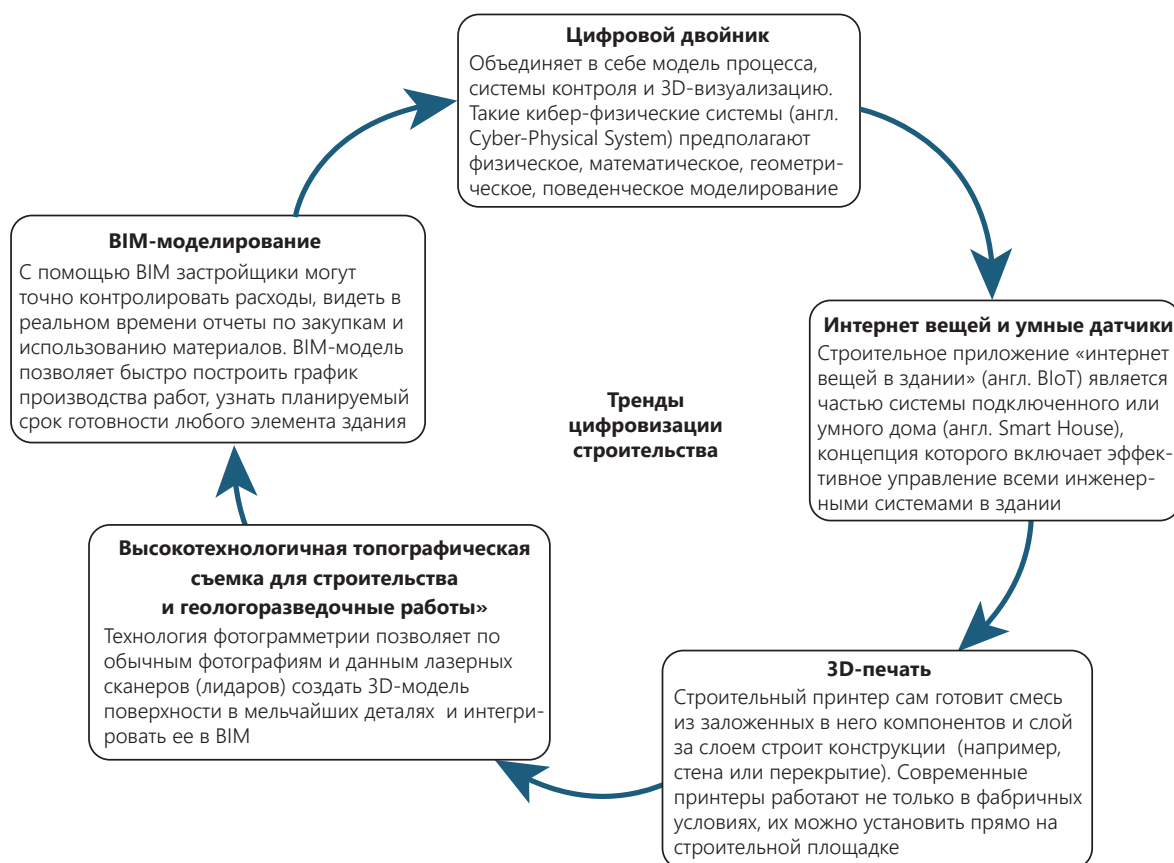 Цифровой двойник
Объединяет в себе модель процесса,
системы контроля и 3D-визуализацию.
Такие кибер-физические системы (англ.
Cyber-Physical System) предполагают
физическое, математическое, геометри-
ческое, поведенческое моделирование
BIM-моделирование
С помощью BIM застройщики могут
точно контролировать расходы, видеть в
реальном времени отчеты по закупкам и
использованию материалов. BIM-модель
позволяет быстро построить график
производства работ, узнать планируемый
срок готовности любого элемента здания
Интернет вещей и умные датчики
Строительное приложение «интернет
вещей в здании» (англ. BIoT) является
частью системы подключенного или
умного дома (англ. Smart House),
концепция которого включает эффек-
тивное управление всеми инженер-
ными системами в здании
Тренды
цифровизации
строительства
Высокотехнологичная топографическая
съемка для строительства
и геологоразведочные работы»
Технология фотограмметрии позволяет по
обычным фотографиям и данным лазерных
сканеров (лидаров) создать 3D-модель
поверхности в мельчайших деталях и интегри-
ровать ее в BIM
3D-печать
Строительный принтер сам готовит смесь
из заложенных в него компонентов и слой
за слоем строит конструкции (например,
стена или перекрытие). Современные
принтеры работают не только в фабричных
условиях, их можно установить прямо на
строительной площадке